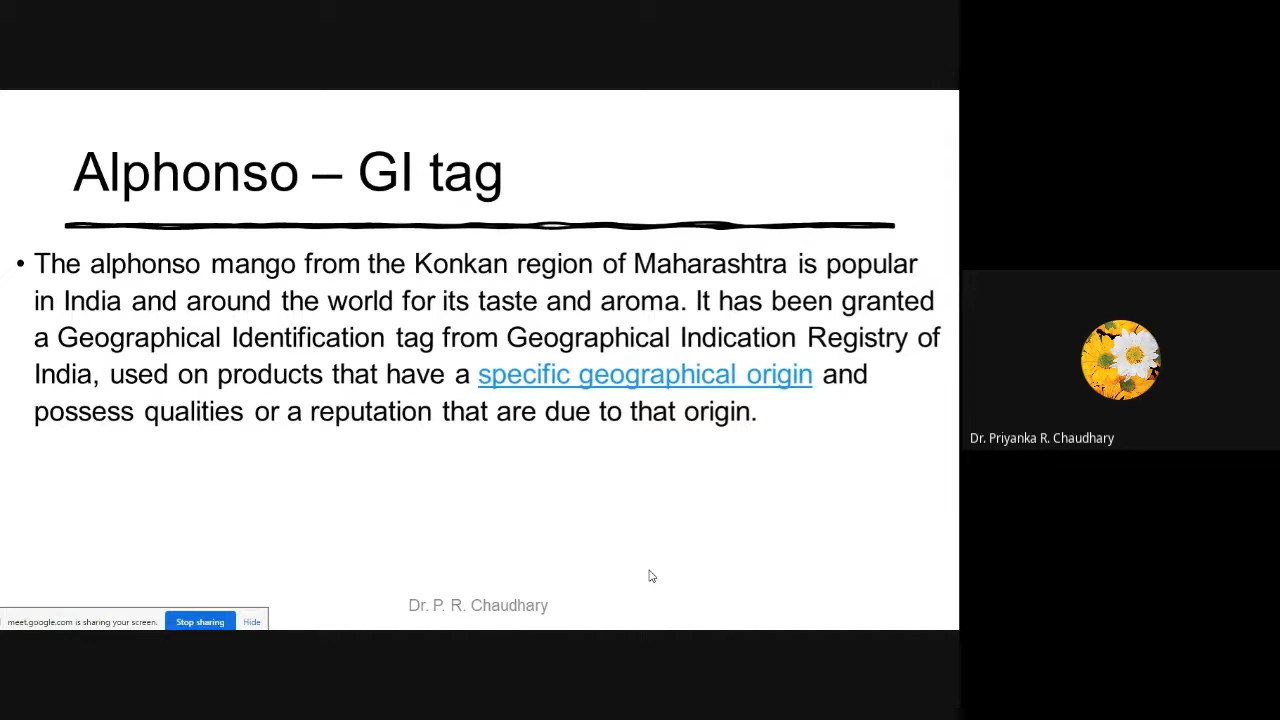 Alphonso – GI tag
• The alphonso mango from the Konkan region of Maharashtra is popular
in India and around the world for its taste and aroma. It has been granted
a Geographical Identification tag from Geographical Indication Registry of
India, used on products that have a specific geographical origin and
possess qualities or a reputation that are due to that origin.
Dr. Priyanka R. Chaudhary
Dr. P. R. Chaudhary
meet.google.com is sharing your screen. Stop sharing Hide